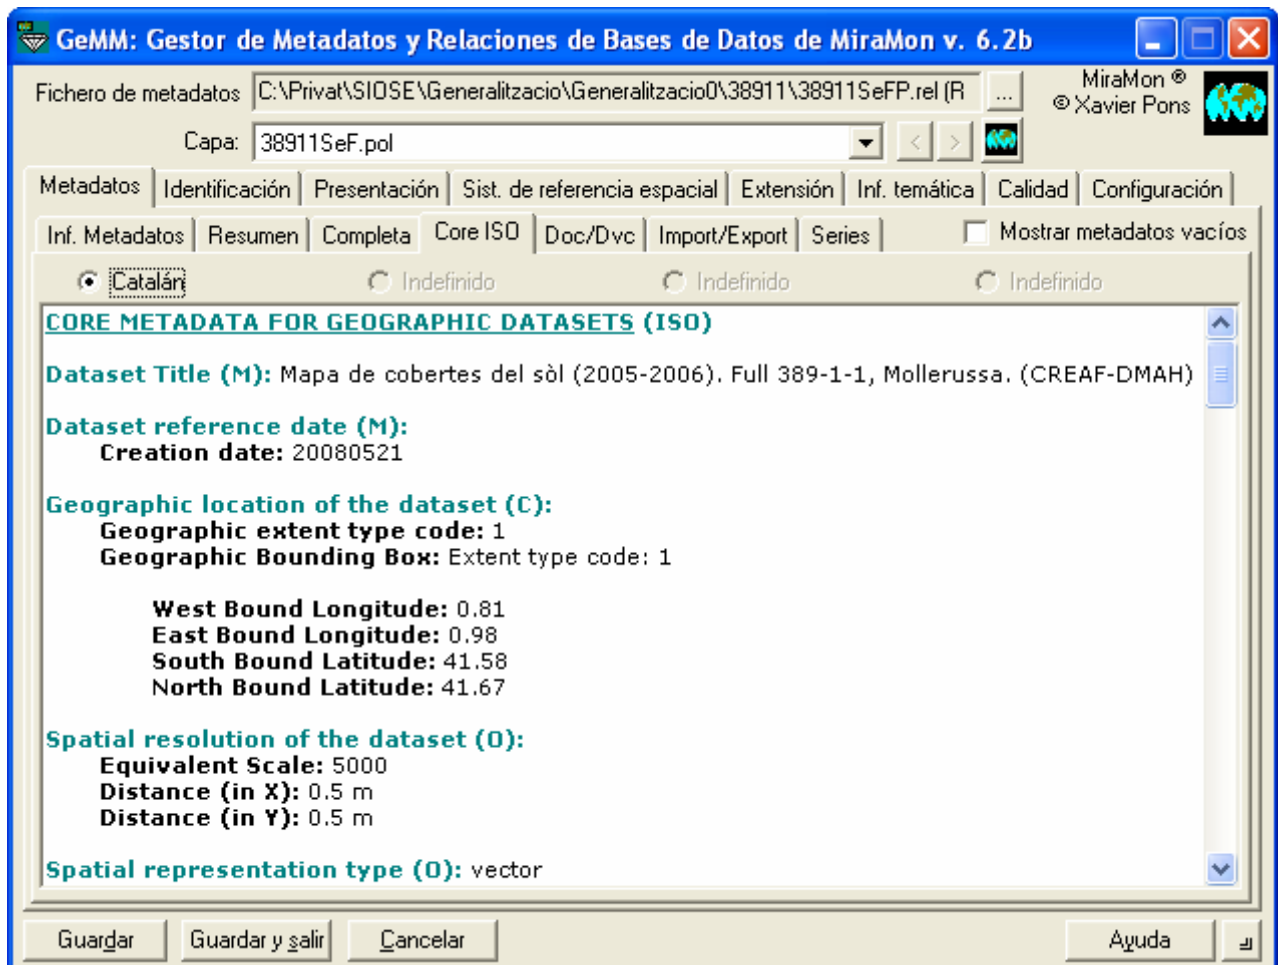 GeMM: Gestor de Metadatos y Relaciones de Bases de Datos de MiraMon v. 6.2b
Fichero de metadatos C:\Privat\SIOSE\Generalitzacio\Generalitzacio0\38911\38911SeFP.rel (R ...
MiraMon ®
© Xavier Pons
Capa: 38911SeF.pol < >
Metadatos Identificación Presentación Sist. de referencia espacial Extensión Inf. temática Calidad Configuración
Inf. Metadatos Resumen Completa Core ISO Doc/Dvc Import/Export Series Mostrar metadatos vacíos
Catalán Indefinido Indefinido Indefinido
CORE METADATA FOR GEOGRAPHIC DATASETS (ISO)
Dataset Title (M): Mapa de cobertes del sòl (2005-2006). Full 389-1-1, Mollerussa. (CREAF-DMAH)
Dataset reference date (M):
Creation date: 20080521
Geographic location of the dataset (C):
Geographic extent type code: 1
Geographic Bounding Box: Extent type code: 1
West Bound Longitude: 0.81
East Bound Longitude: 0.98
South Bound Latitude: 41.58
North Bound Latitude: 41.67
Spatial resolution of the dataset (O):
Equivalent Scale: 5000
Distance (in X): 0.5 m
Distance (in Y): 0.5 m
Spatial representation type (O): vector
Guardar Guardar y salir Cancelar Ayuda